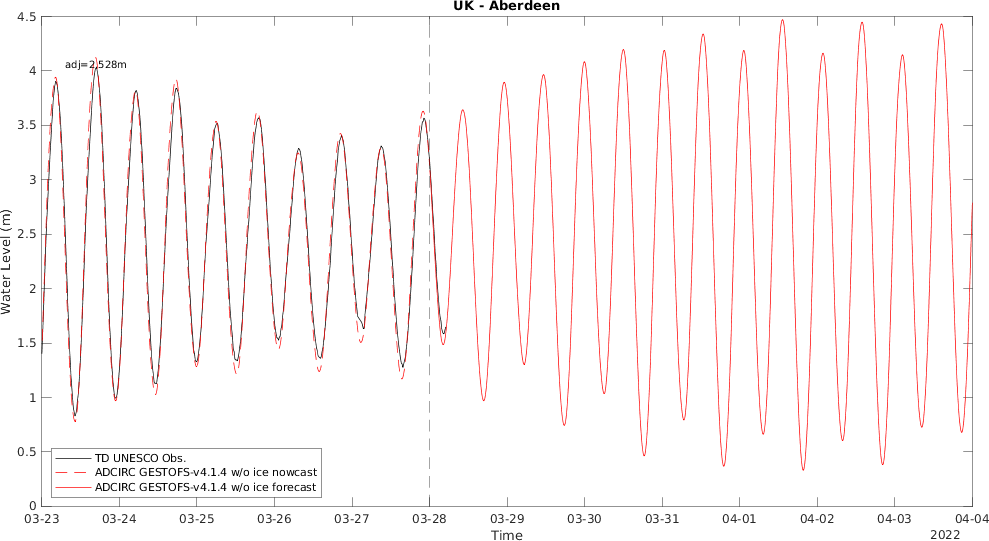 UK - Aberdeen
4.5
4
3.5
3
2.5
2
1.5
1
0.5
0
Water Level (m)
adj=2.528m
TD UNESCO Obs.
ADCIRC GESTOFS-v4.1.4 w/o ice nowcast
ADCIRC GESTOFS-v4.1.4 w/o ice forecast
03-23 03-24 03-25 03-26 03-27 03-28 03-29 03-30 03-31 04-01 04-02 04-03 04-04
Time
2022